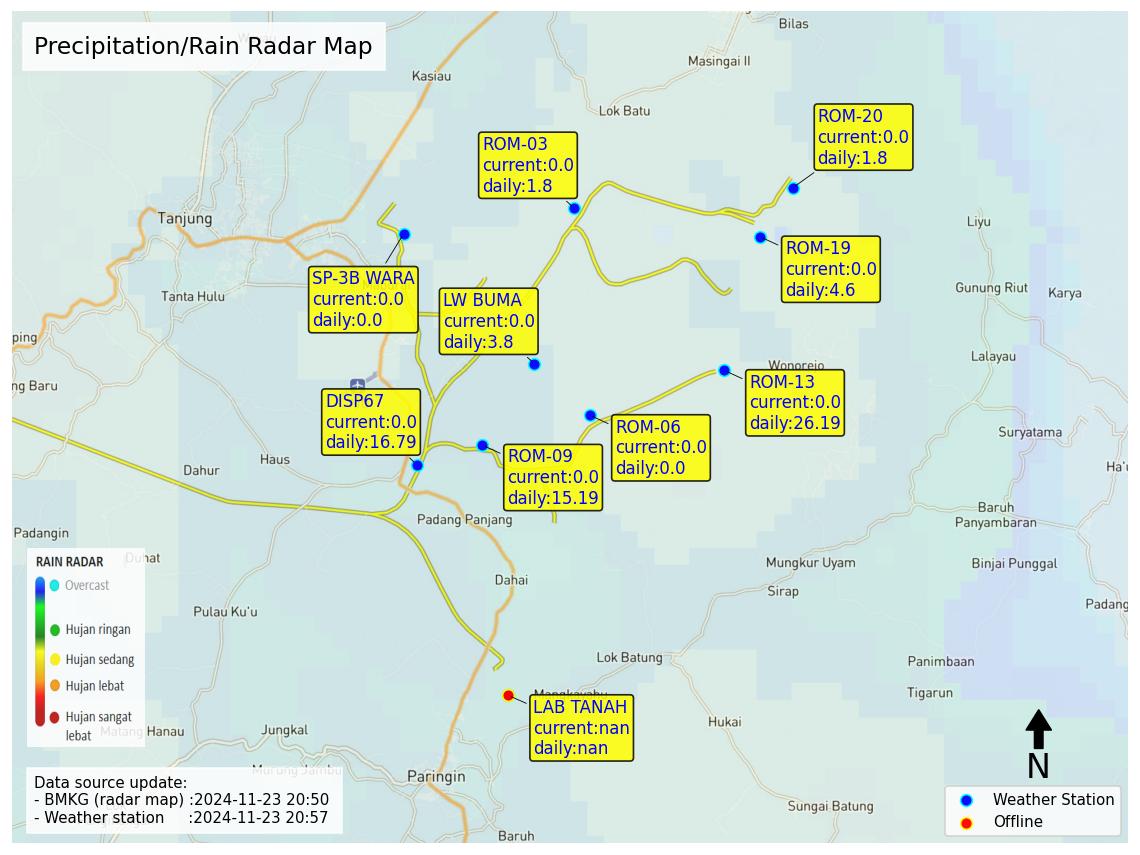 Precipitation/Rain Radar Map
Bilas
Masingai II
Kasiau
Lok Batu
ROM-20
current:0.0
daily:1.8
ROM-03
current:0.0
daily:1.8
Tanjung
Liyu
ROM-19
current:0.0
daily:4.6
SP-3B WARA
current:0.0
daily:0.0
Tanta Hulu
LW BUMA
current:0.0
daily:3.8
Gunung Riut
Karya
ping
Lalayau
Wonorejo
ng Baru
ROM-13
current:0.0
daily:26.19
DISP67
current:0.0
daily:16.79
ROM-06
current:0.0
daily:0.0
Suryatama
ROM-09
current:0.0
daily:15.19
Haus
Dahur
Ha'u
Baruh
Panyambaran
Padang Panjang
Padangin
Duhat
Mungkur Uyam
Binjai Punggal
Dahai
Sirap
Padang
Pulau Ku'u
RAIN RADAR
Overcast
Hujan ringan
Hujan sedang
Hujan lebat
Hujan sangat
lebat
Lok Batung
Panimbaan
Tigarun
Mangkayahu
LAB TANAH
current:nan
daily:nan
Hukai
Matang Hanau
Jungkal
Murung Jambu
Paringin
N
Data source update:
- BMKG (radar map) :2024-11-23 20:50
- Weather station :2024-11-23 20:57
Sungai Batung
Baruh
Weather Station
Offline